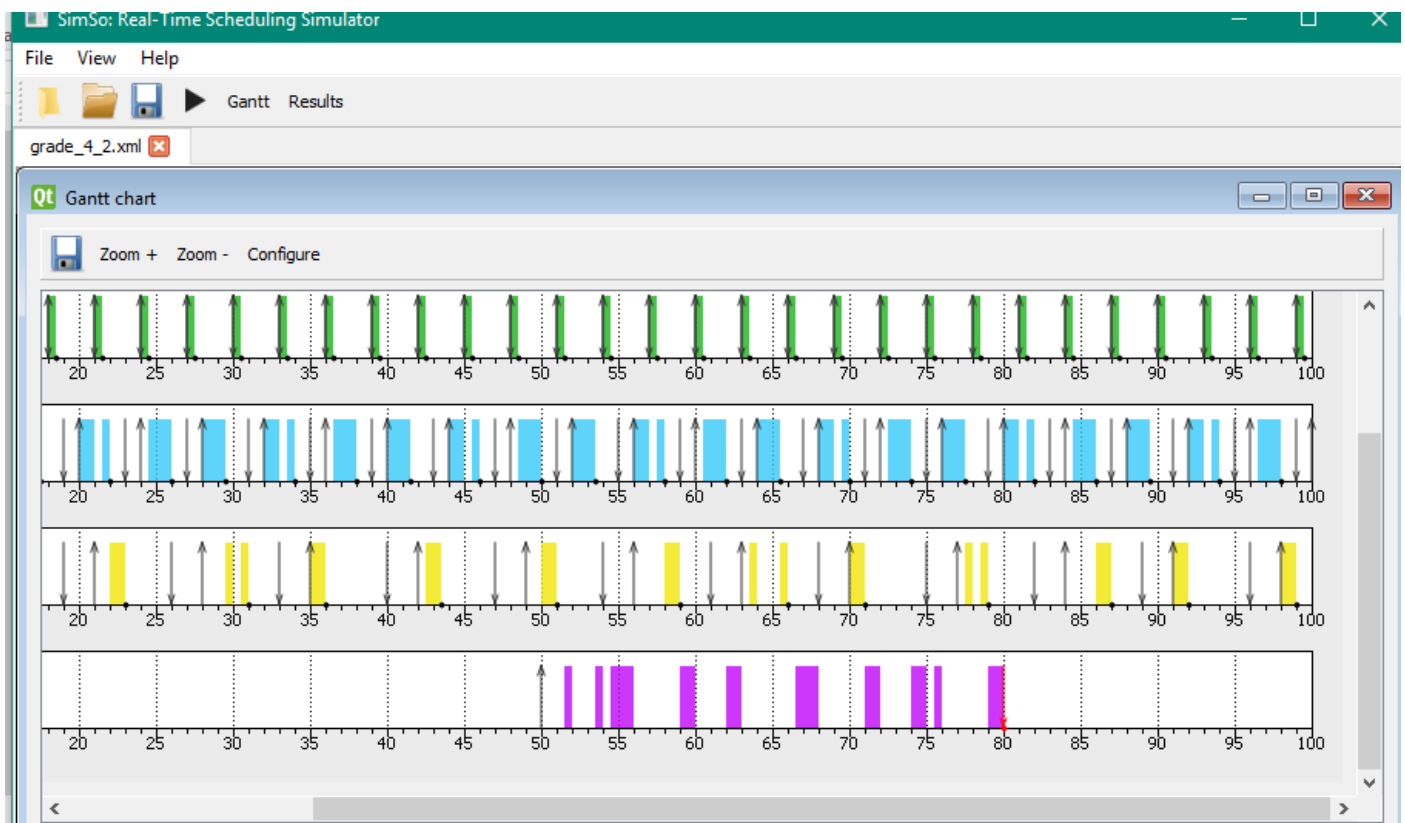 SimSo: Real-Time Scheduling Simulator
File View Help
Gantt Results
grade_4_2.xml
Qt Gantt chart
Zoom + Zoom - Configure
20 25 30 35 40 45 50 55 60 65 70 75 80 85 90 95 100
20 25 30 35 40 45 50 55 60 65 70 75 80 85 90 95 100
20 25 30 35 40 45 50 55 60 65 70 75 80 85 90 95 100
20 25 30 35 40 45 50 55 60 65 70 75 80 85 90 95 100